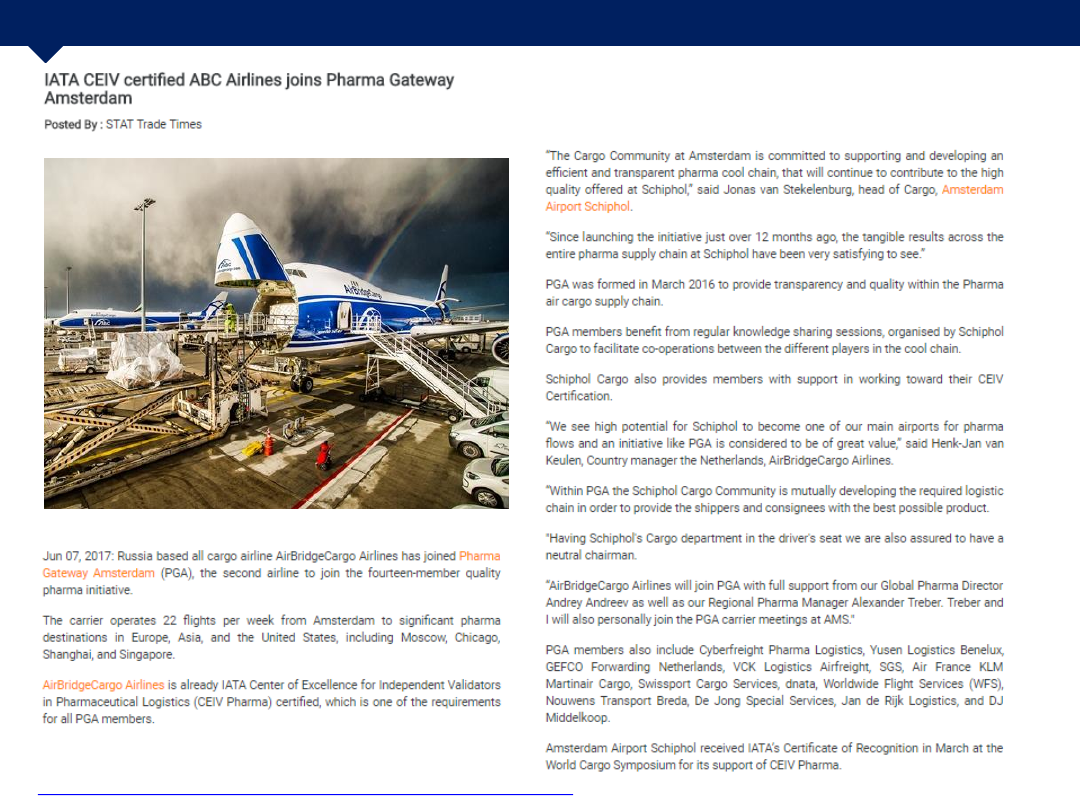 IATA CEIV certified ABC Airlines joins Pharma Gateway
Amsterdam
Posted By : STAT Trade Times
AirBridgeCargo
ABC
Jun 07, 2017: Russia based all cargo airline AirBridgeCargo Airlines has joined Pharma
Gateway Amsterdam (PGA), the second airline to join the fourteen-member quality
pharma initiative.
The carrier operates 22 flights per week from Amsterdam to significant pharma
destinations in Europe, Asia, and the United States, including Moscow, Chicago,
Shanghai, and Singapore.
AirBridgeCargo Airlines is already IATA Center of Excellence for Independent Validators
in Pharmaceutical Logistics (CEIV Pharma) certified, which is one of the requirements
for all PGA members.
"The Cargo Community at Amsterdam is committed to supporting and developing an
efficient and transparent pharma cool chain, that will continue to contribute to the high
quality offered at Schiphol," said Jonas van Stekelenburg, head of Cargo, Amsterdam
Airport Schiphol.
"Since launching the initiative just over 12 months ago, the tangible results across the
entire pharma supply chain at Schiphol have been very satisfying to see."
PGA was formed in March 2016 to provide transparency and quality within the Pharma
air cargo supply chain.
PGA members benefit from regular knowledge sharing sessions, organised by Schiphol
Cargo to facilitate co-operations between the different players in the cool chain.
Schiphol Cargo also provides members with support in working toward their CEIV
Certification.
"We see high potential for Schiphol to become one of our main airports for pharma
flows and an initiative like PGA is considered to be of great value," said Henk-Jan van
Keulen, Country manager the Netherlands, AirBridgeCargo Airlines.
"Within PGA the Schiphol Cargo Community is mutually developing the required logistic
chain in order to provide the shippers and consignees with the best possible product.
"Having Schiphol's Cargo department in the driver's seat we are also assured to have a
neutral chairman.
"AirBridgeCargo Airlines will join PGA with full support from our Global Pharma Director
Andrey Andreev as well as our Regional Pharma Manager Alexander Treber. Treber and
I will also personally join the PGA carrier meetings at AMS."
PGA members also include Cyberfreight Pharma Logistics, Yusen Logistics Benelux,
GEFCO Forwarding Netherlands, VCK Logistics Airfreight, SGS, Air France KLM
Martinair Cargo, Swissport Cargo Services, dnata, Worldwide Flight Services (WFS),
Nouwens Transport Breda, De Jong Special Services, Jan de Rijk Logistics, and DJ
Middelkoop.
Amsterdam Airport Schiphol received IATA's Certificate of Recognition in March at the
World Cargo Symposium for its support of CEIV Pharma.